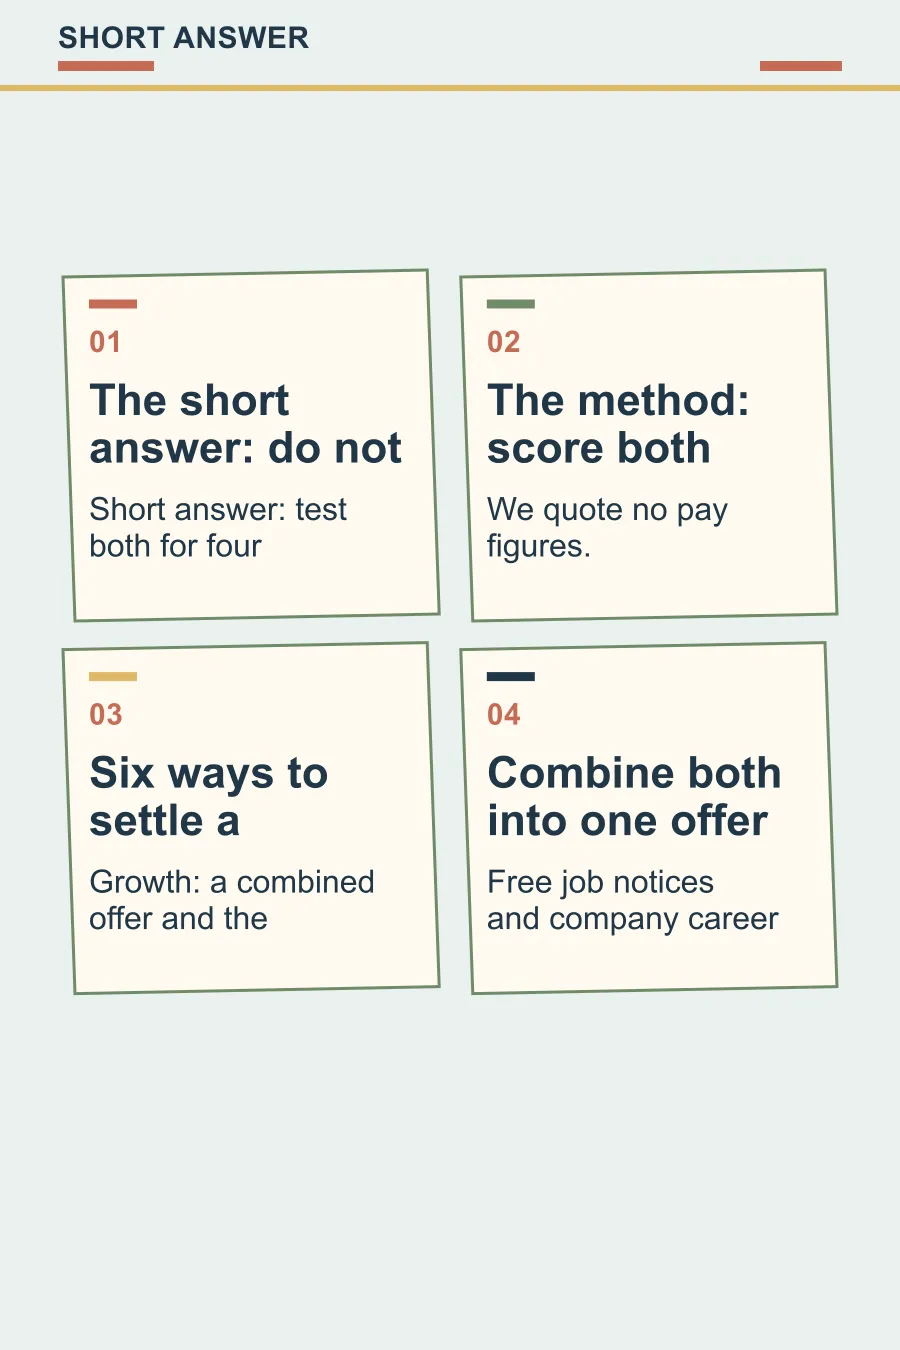 SHORT ANSWER
01
The short
answer: do not
Short answer: test
both for four
02
The method:
score both
We quote no pay
figures.
03
Six ways to
settle a
Growth: a combined
offer and the
04
Combine both
into one offer
Free job notices
and company career